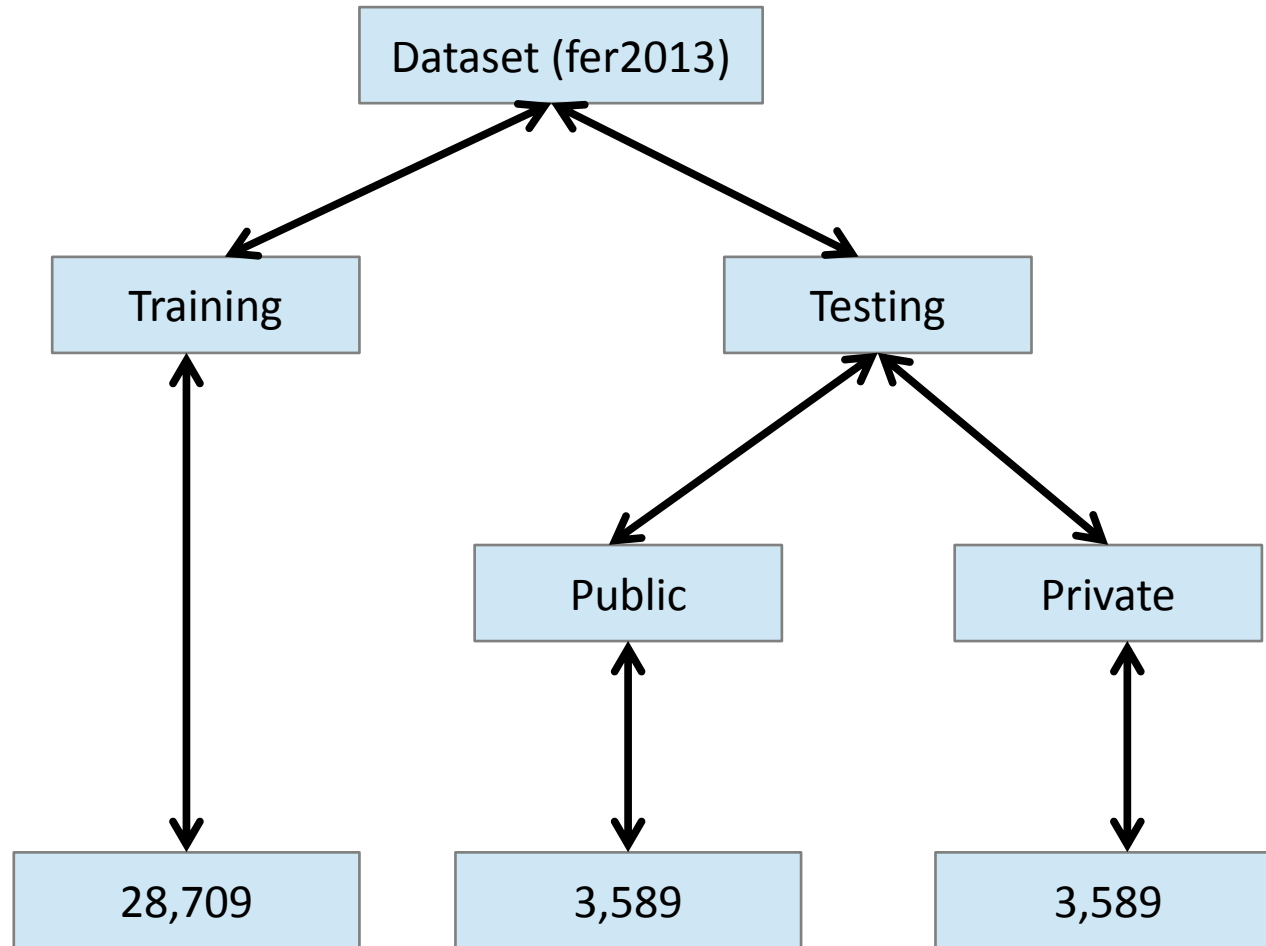 Dataset (fer2013)
Training
Testing
Public
Private
28,709
3,589
3,589